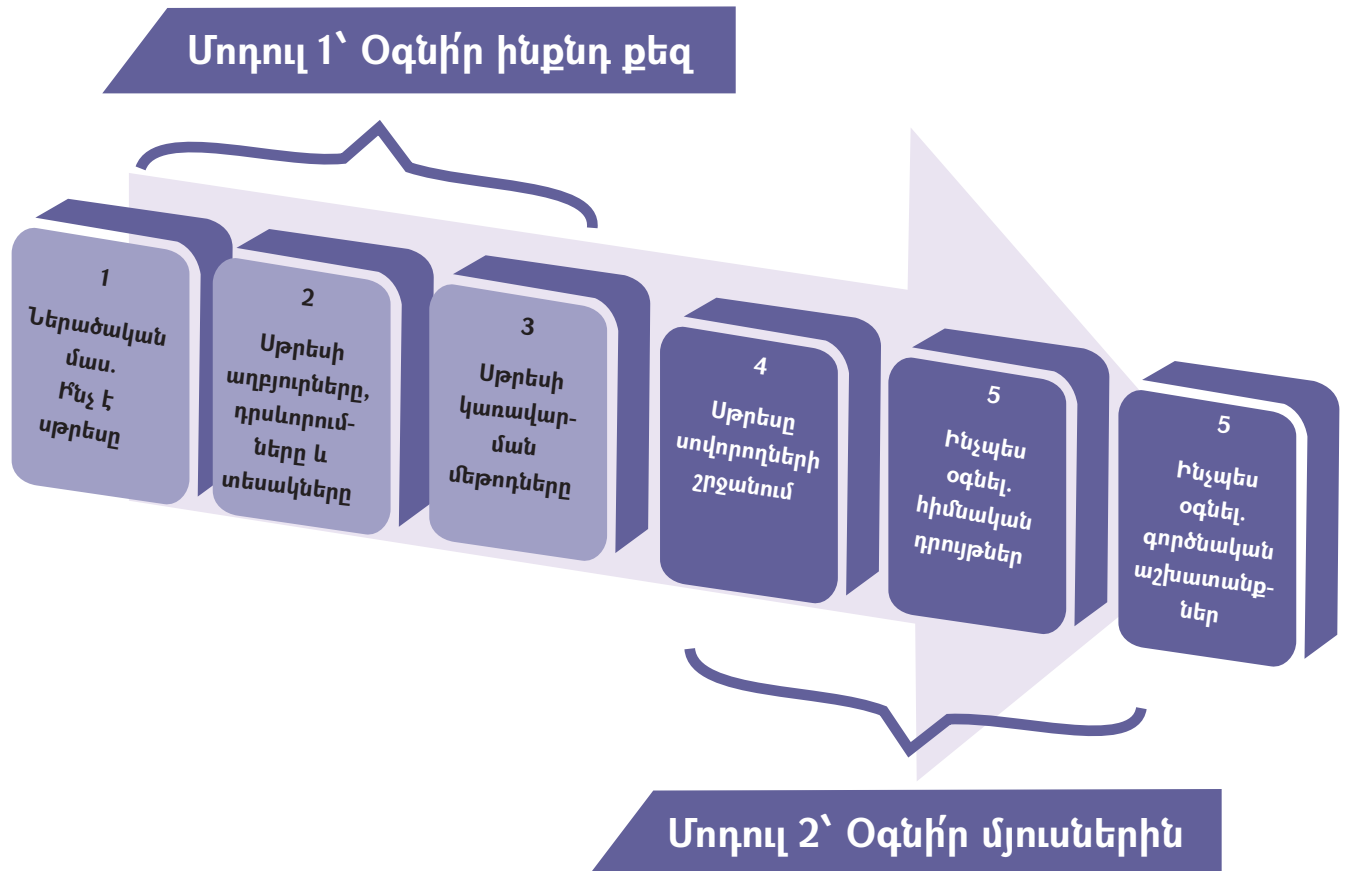 Մոդուլ 1՝ Օգնի՛ր ինքնդ քեզ
1
Ներածական
մաս.
Ի՞նչ է
սթրեսը
2
Սթրեսի
աղբյուրները,
դրսևորում-
ները և
տեսակները
3
Սթրեսի
կառավար-
ման
մեթոդները
4
Սթրեսը
սովորողների
շրջանում
5
Ինչպես
օգնել.
հիմնական
դրույթներ
5
Ինչպես
օգնել.
գործնական
աշխատանք-
ներ
Մոդուլ 2՝ Օգնի՛ր մյուսներին